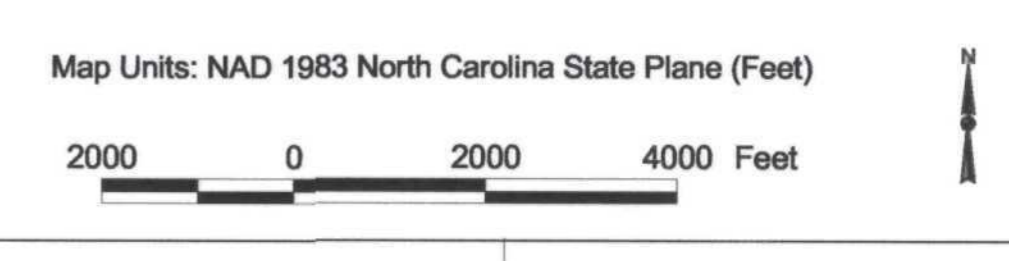 Map Units: NAD 1983 North Carolina State Plane (Feet)
N
2000 0 2000 4000 Feet